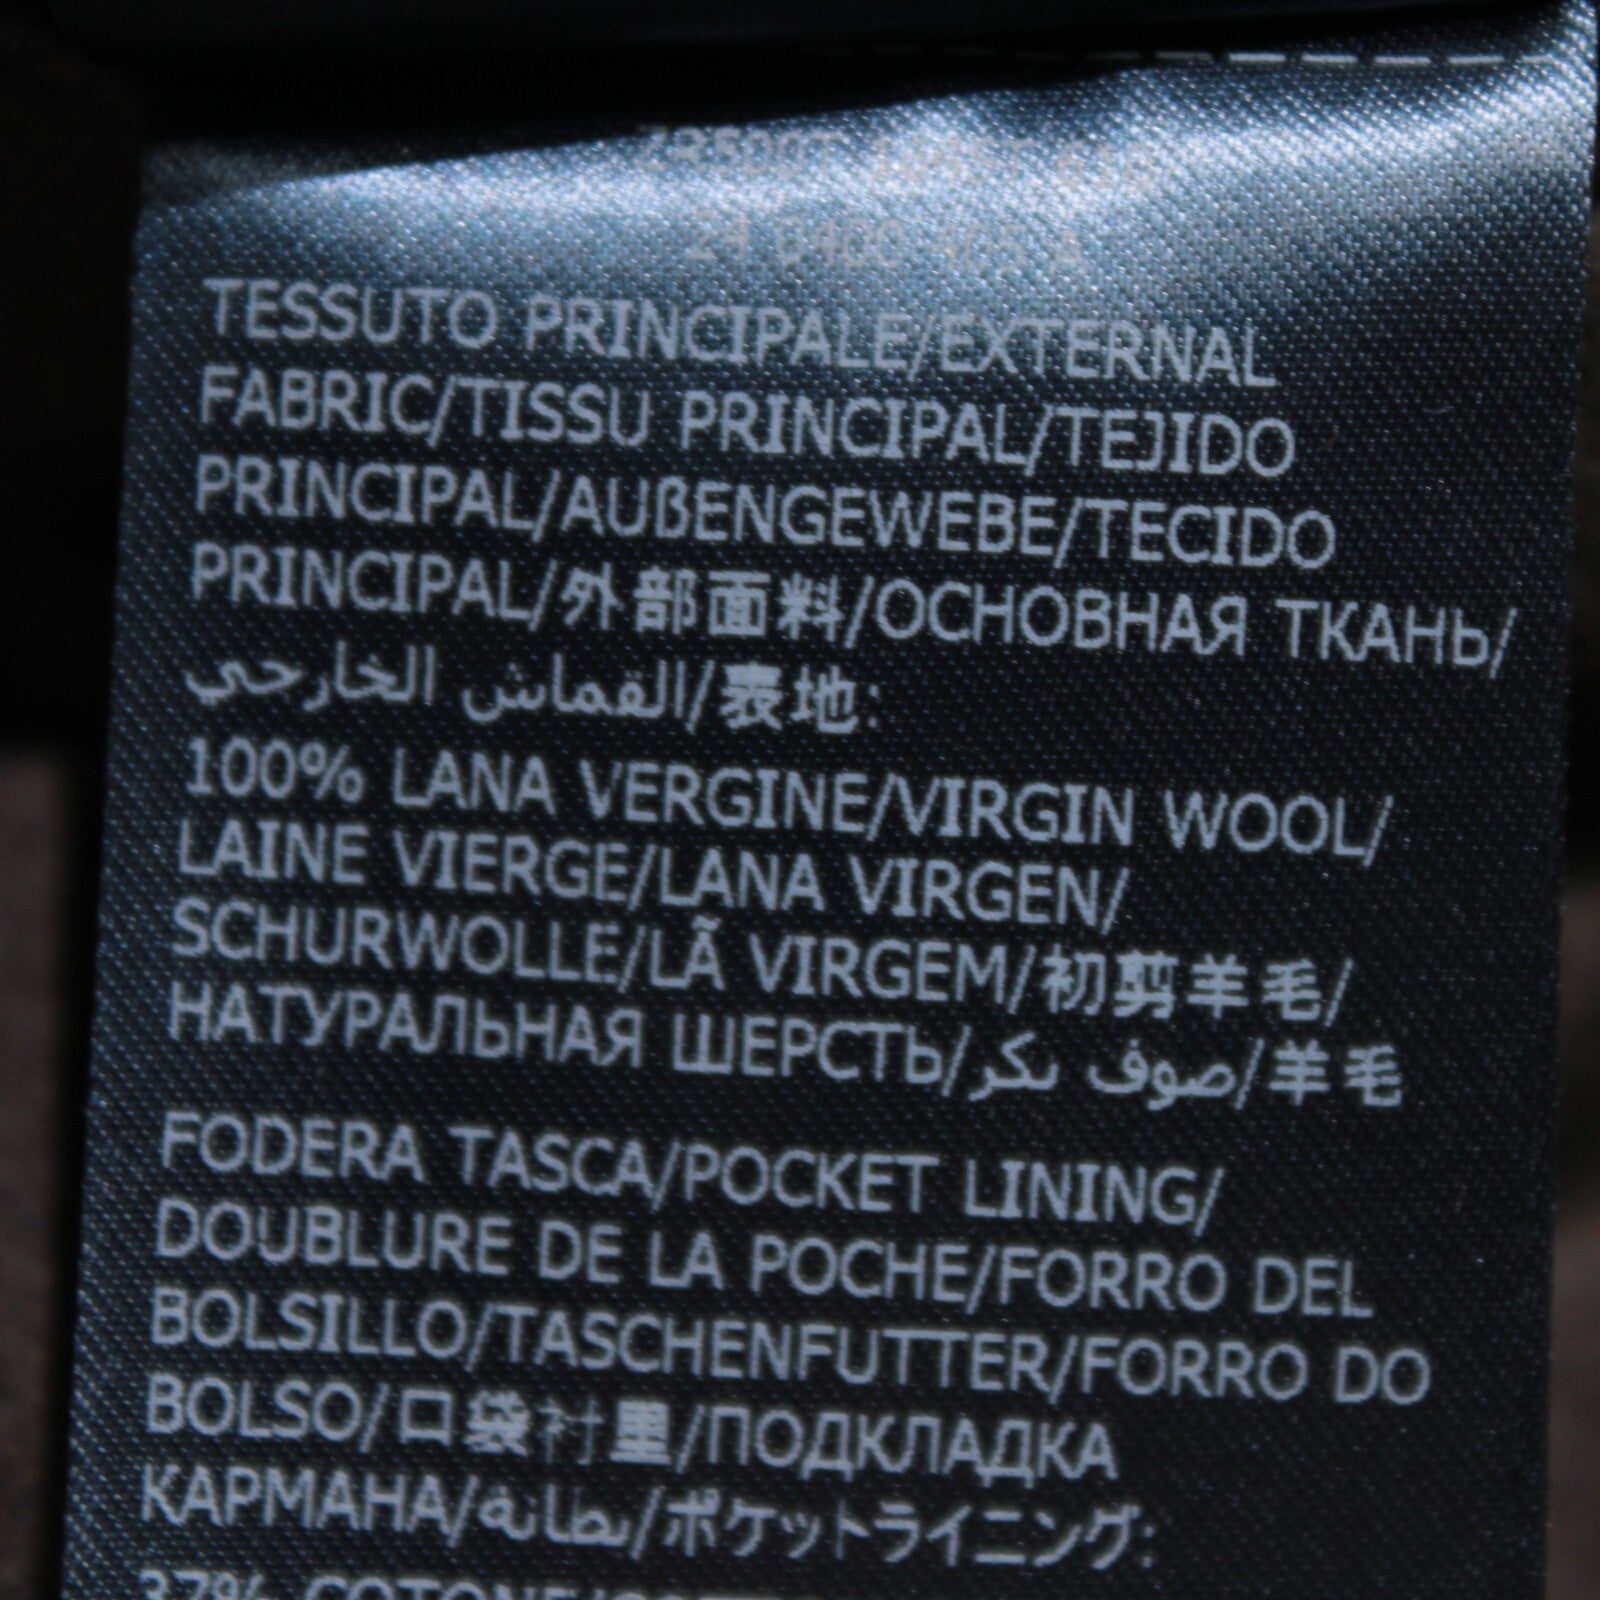 TESSUTO PRINCIPALE/EXTERNAL
FABRIC/TISSU PRINCIPAL/TEJIDO
PRINCIPAL/AUßENGEWEBE/TECIDO
PRINCIPAL/外部面料/ОСНОВНАЯ ТКАНЬ/
القماش الخارجي/表地:
100% LANA VERGINE/VIRGIN WOOL/
LAINE VIERGE/LANA VIRGEN/
SCHURWOLLE/LÃ VIRGEM/初剪羊毛/
НАТУРАЛЬНАЯ ШЕРСТЬ/صوف بكر/羊毛
FODERA TASCA/POCKET LINING/
DOUBLURE DE LA POCHE/FORRO DEL
BOLSILLO/TASCHENFUTTER/FORRO DO
BOLSO/口袋衬里/ПОДКЛАДКА
КАРМАНА/بطانة/ポケットライニング:
37% COTONE/